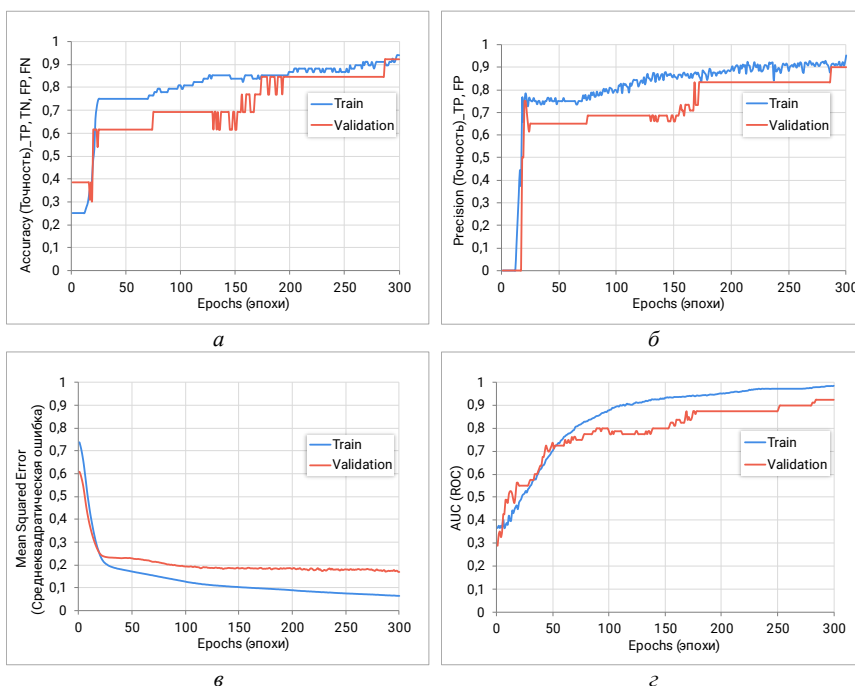 1
0,9
0,8
0,7
0,6
0,5
0,4
0,3
0,2
0,1
0
Accuracy (Точность)_TP, TN, FP, FN
Train
Validation
0 50 100 150 200 250 300
Epochs (эпохи)
а
1
0,9
0,8
0,7
0,6
0,5
0,4
0,3
0,2
0,1
0
Precision (Точность)_TP, FP
Train
Validation
0 50 100 150 200 250 300
Epochs (эпохи)
б
1
0,9
0,8
0,7
0,6
0,5
0,4
0,3
0,2
0,1
0
Mean Squared Error
(Среднеквадратическая ошибка)
Train
Validation
0 50 100 150 200 250 300
Epochs (эпохи)
в
1
0,9
0,8
0,7
0,6
0,5
0,4
0,3
0,2
0,1
0
AUC (ROC)
Train
Validation
0 50 100 150 200 250 300
Epochs (эпохи)
г